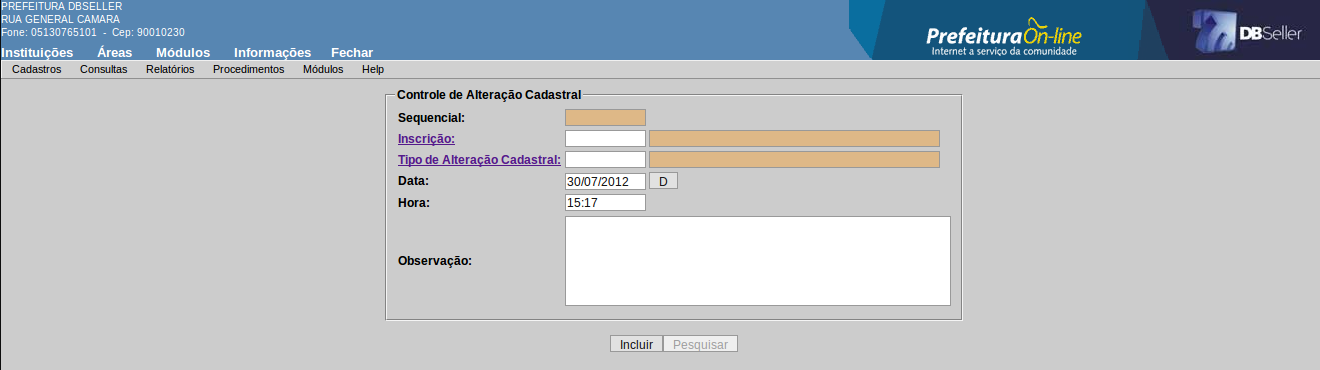 PREFEITURA DBSELLER
RUA GENERAL CAMARA
Fone: 05130765101 - Cep: 90010230
PrefeituraOn-line
Internet a serviço da comunidade
DBSeller
Instituições Áreas Módulos Informações Fechar
Cadastros Consultas Relatórios Procedimentos Módulos Help
Controle de Alteração Cadastral
Sequencial:
Inscrição:
Tipo de Alteração Cadastral:
Data: 30/07/2012 D
Hora: 15:17
Observação:
Incluir Pesquisar